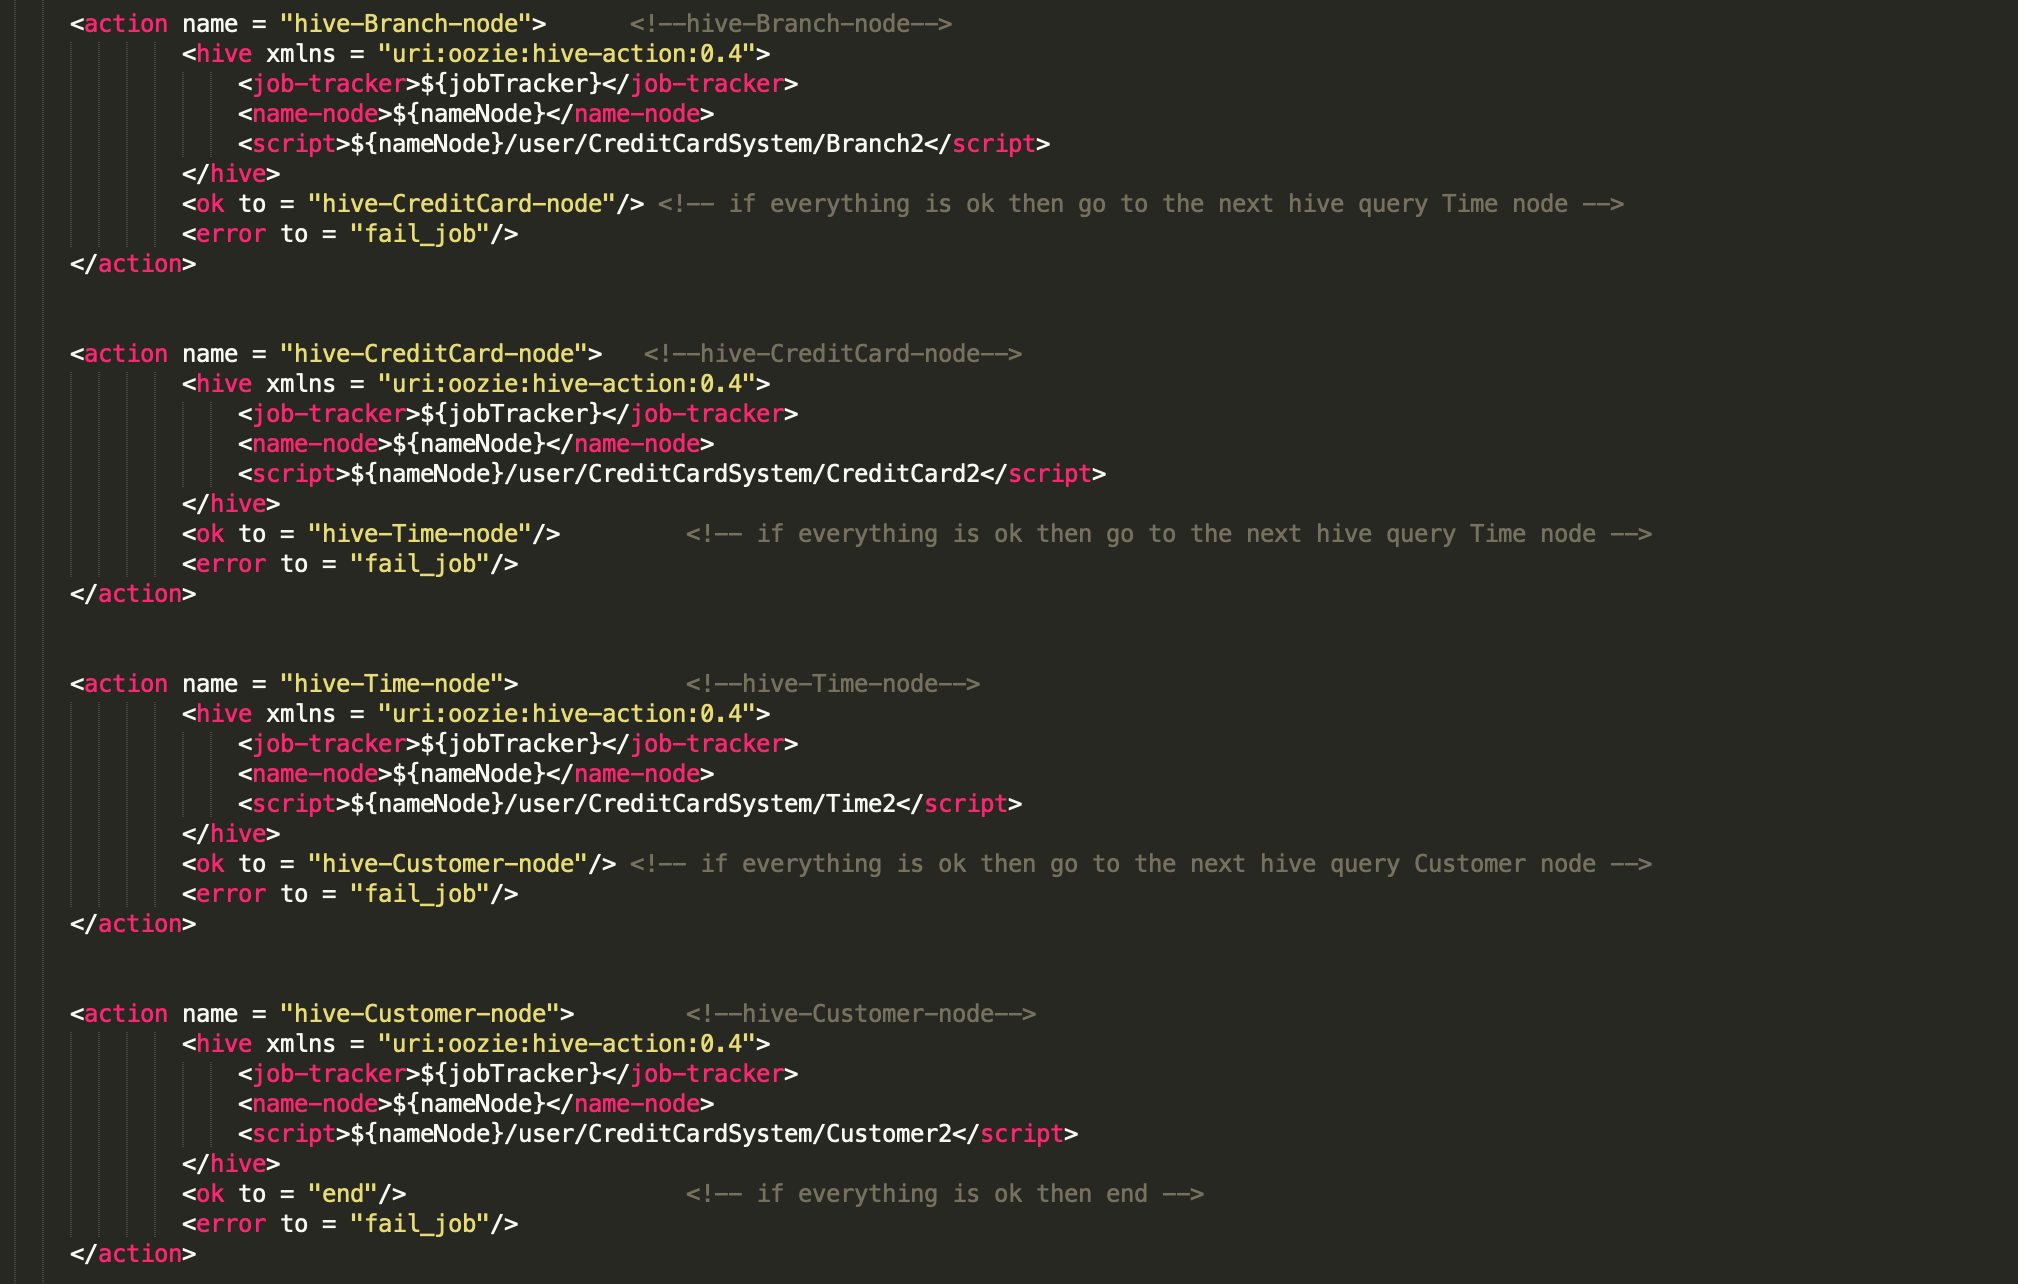 <action name = "hive-Branch-node">      <!--hive-Branch-node-->
<hive xmlns = "uri:oozie:hive-action:0.4">
<job-tracker>${jobTracker}</job-tracker>
<name-node>${nameNode}</name-node>
<script>${nameNode}/user/CreditCardSystem/Branch2</script>
</hive>
<ok to = "hive-CreditCard-node"/> <!-- if everything is ok then go to the next hive query Time node -->
<error to = "fail_job"/>
</action>
<action name = "hive-CreditCard-node">   <!--hive-CreditCard-node-->
<hive xmlns = "uri:oozie:hive-action:0.4">
<job-tracker>${jobTracker}</job-tracker>
<name-node>${nameNode}</name-node>
<script>${nameNode}/user/CreditCardSystem/CreditCard2</script>
</hive>
<ok to = "hive-Time-node"/>         <!-- if everything is ok then go to the next hive query Time node -->
<error to = "fail_job"/>
</action>
<action name = "hive-Time-node">            <!--hive-Time-node-->
<hive xmlns = "uri:oozie:hive-action:0.4">
<job-tracker>${jobTracker}</job-tracker>
<name-node>${nameNode}</name-node>
<script>${nameNode}/user/CreditCardSystem/Time2</script>
</hive>
<ok to = "hive-Customer-node"/> <!-- if everything is ok then go to the next hive query Customer node -->
<error to = "fail_job"/>
</action>
<action name = "hive-Customer-node">        <!--hive-Customer-node-->
<hive xmlns = "uri:oozie:hive-action:0.4">
<job-tracker>${jobTracker}</job-tracker>
<name-node>${nameNode}</name-node>
<script>${nameNode}/user/CreditCardSystem/Customer2</script>
</hive>
<ok to = "end"/>                    <!-- if everything is ok then end -->
<error to = "fail_job"/>
</action>